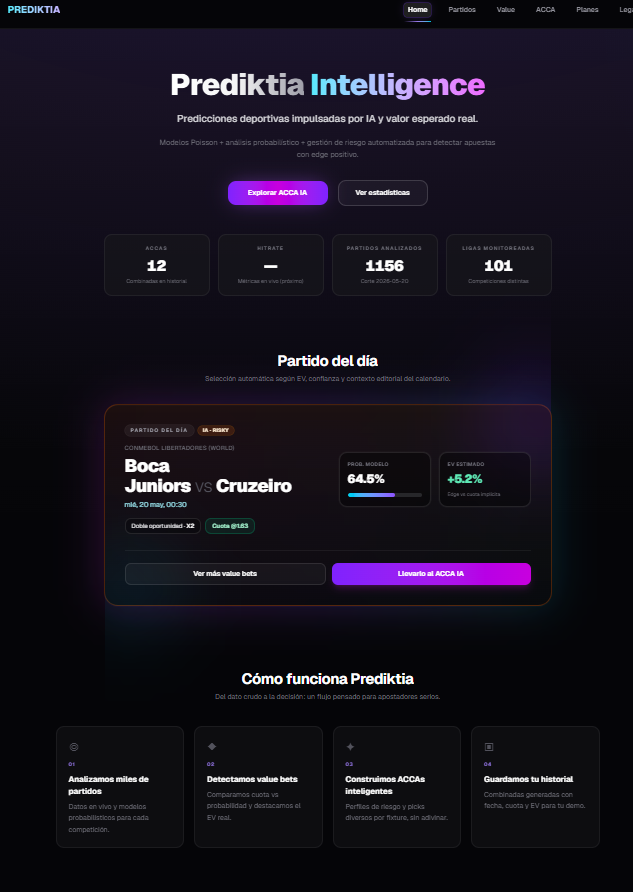 PREDIKTIA
Home Partidos Value ACCA Planes
Prediktia Intelligence
Predicciones deportivas impulsadas por IA y valor esperado real.
Modelos Poisson + análisis probabilístico + gestión de riesgo automatizada para detectar apuestas
con edge positivo.
Explorar ACCA IA
Ver estadísticas
ACCAS
12
Combinadas en historial
HITRATE
—
Métricas en vivo (próximo)
PARTIDOS ANALIZADOS
1156
Corte 2026-05-20
LIGAS MONITOREADAS
101
Competiciones distintas
Partido del día
Selección automática según EV, confianza y contexto editorial del calendario.
PARTIDO DEL DÍA
IA · RISKY
CONMEBOL LIBERTADORES (WORLD)
Boca
Juniors VS Cruzeiro
mié, 20 may, 00:30
Doble oportunidad · X2
Cuota @1.63
PROB. MODELO
64.5%
EV ESTIMADO
+5.2%
Edge vs cuota implícita
Ver más value bets
Llevarlo al ACCA IA
Cómo funciona Prediktia
Del dato crudo a la decisión: un flujo pensado para apostadores serios.
01
Analizamos miles de
partidos
Datos en vivo y modelos
probabilísticos para cada
competición.
02
Detectamos value bets
Comparamos cuota vs
probabilidad y destacamos el
EV real.
03
Construimos ACCAs
inteligentes
Perfiles de riesgo y picks
diversos por fixture, sin adivinar.
04
Guardamos tu historial
Combinadas generadas con
fecha, cuota y EV para tu demo.